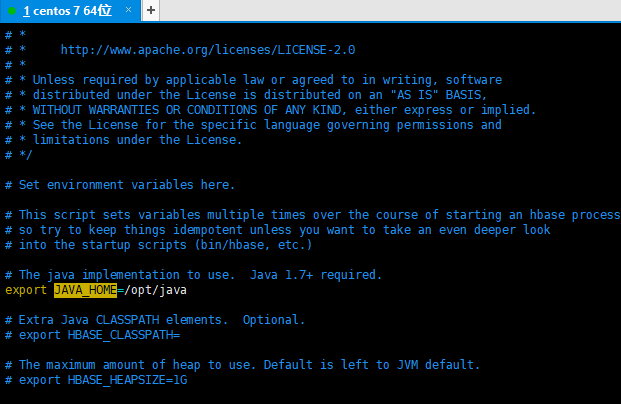 1 centos 7 64位 × +
# *
# *     http://www.apache.org/licenses/LICENSE-2.0
# *
# * Unless required by applicable law or agreed to in writing, software
# * distributed under the License is distributed on an "AS IS" BASIS,
# * WITHOUT WARRANTIES OR CONDITIONS OF ANY KIND, either express or implied.
# * See the License for the specific language governing permissions and
# * limitations under the License.
# */
# Set environment variables here.
# This script sets variables multiple times over the course of starting an hbase process
# so try to keep things idempotent unless you want to take an even deeper look
# into the startup scripts (bin/hbase, etc.)
# The java implementation to use.  Java 1.7+ required.
export JAVA_HOME=/opt/java
# Extra Java CLASSPATH elements.  Optional.
# export HBASE_CLASSPATH=
# The maximum amount of heap to use. Default is left to JVM default.
# export HBASE_HEAPSIZE=1G